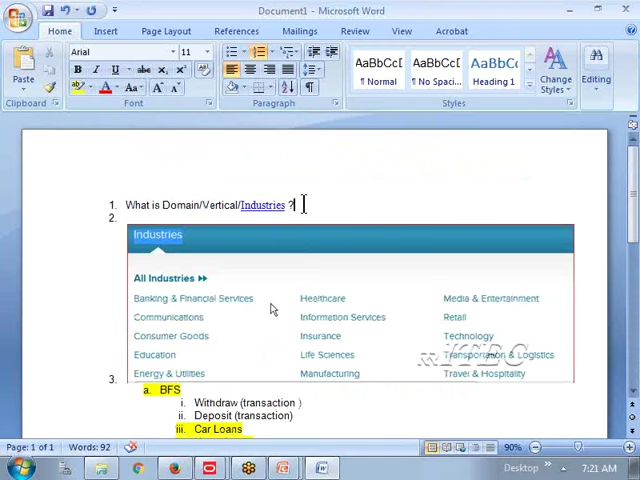 Document1 - Microsoft Word
Home Insert Page Layout References Mailings Review View Acrobat
Arial 11
AaBbCcDc AaBbCcDc AaBbC
Paste ¶ Normal ¶ No Spaci... Heading 1 Change Styles Editing
Clipboard Font Paragraph Styles
1. What is Domain/Vertical/Industries ?
2.
Industries
All Industries
Banking & Financial Services Healthcare Media & Entertainment
Communications Information Services Retail
Consumer Goods Insurance Technology
Education Life Sciences Transportation & Logistics
ITEC
Energy & Utilities Manufacturing Travel & Hospitality
3.
a. BFS
i. Withdraw (transaction )
ii. Deposit (transaction)
iii. Car Loans
Page: 1 of 1 Words: 92 90%
Desktop 7:21 AM